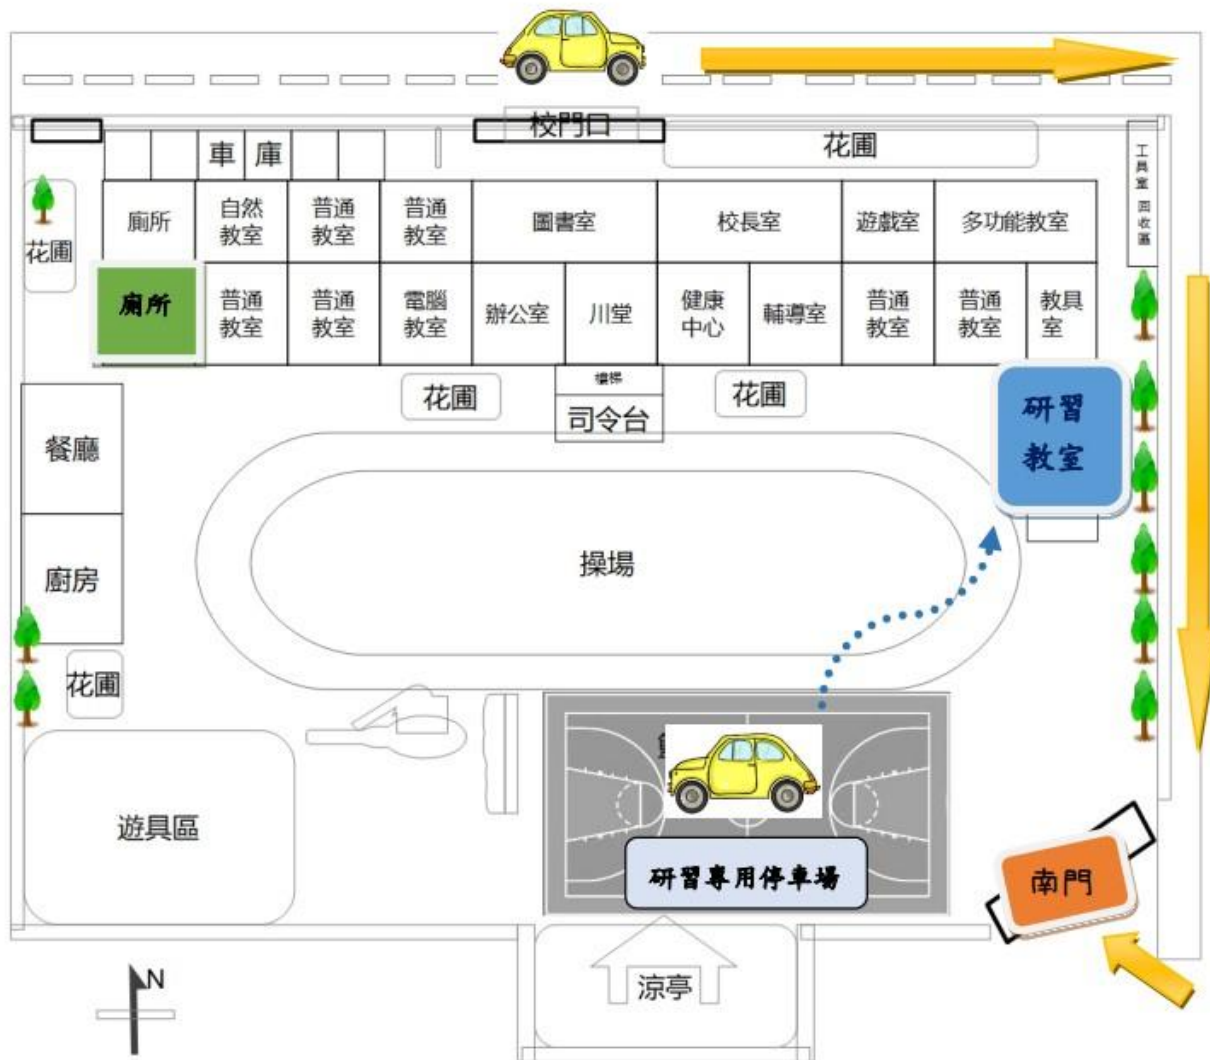 校門口
花圃
車 庫
工具室 回收區
廁所
自然
教室
普通
教室
普通
教室
圖書室
校長室
遊戲室
多功能教室
花圃
廁所
普通
教室
普通
教室
電腦
教室
辦公室
川堂
健康
中心
輔導室
普通
教室
普通
教室
教具
室
花圃
樓梯
司令台
花圃
研習
教室
餐廳
操場
廚房
花圃
遊具區
研習專用停車場
南門
N
涼亭